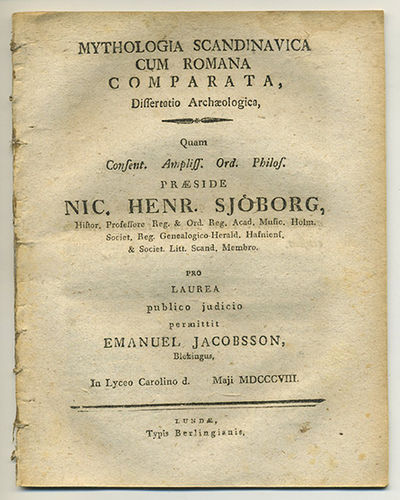 MYTHOLOGIA SCANDINAVICA
CUM ROMANA
COMPARATA,
Dissertatio Archæologica,
Quam
Consent. Ampliss. Ord. Philos.
PRÆSIDE
NIC. HENR. SJÖBORG,
Histor. Professore Reg. & Ord. Reg. Acad. Music. Holm.
Societ. Reg. Genealogico-Herald. Hafniens.
& Societ. Litt. Scand. Membro.
PRO
LAUREA
publico judicio
permittit
EMANUEL JACOBSSON,
Blekingus,
In Lyceo Carolino d. Maji MDCCCVIII.
LUNDÆ,
Typis Berlingianis,